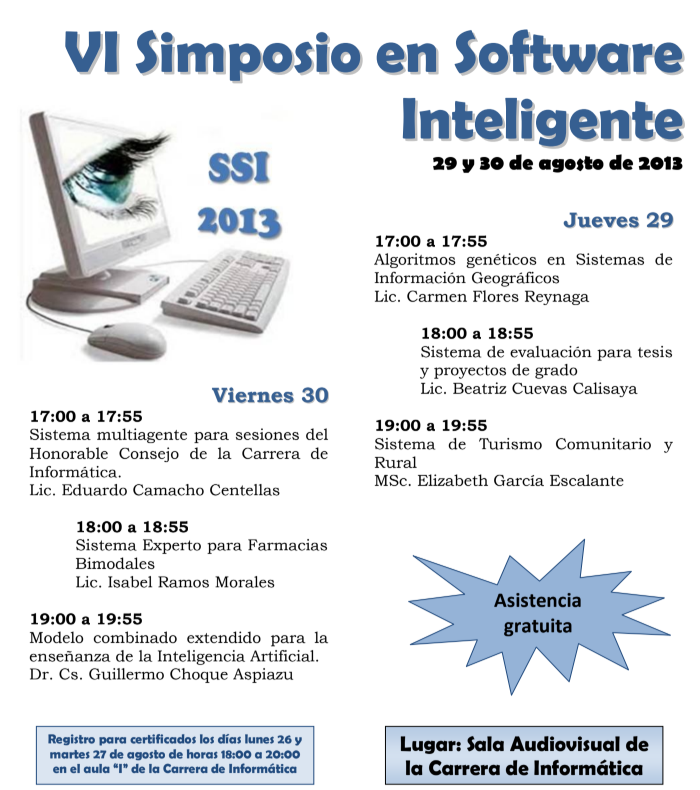 VI Simposio en Software
Inteligente
29 y 30 de agosto de 2013
SSI
2013
Jueves 29
17:00 a 17:55
Algoritmos genéticos en Sistemas de
Información Geográficos
Lic. Carmen Flores Reynaga
18:00 a 18:55
Sistema de evaluación para tesis
y proyectos de grado
Lic. Beatriz Cuevas Calisaya
19:00 a 19:55
Sistema de Turismo Comunitario y
Rural
MSc. Elizabeth García Escalante
Viernes 30
17:00 a 17:55
Sistema multiagente para sesiones del
Honorable Consejo de la Carrera de
Informática.
Lic. Eduardo Camacho Centellas
18:00 a 18:55
Sistema Experto para Farmacias
Bimodales
Lic. Isabel Ramos Morales
19:00 a 19:55
Modelo combinado extendido para la
enseñanza de la Inteligencia Artificial.
Dr. Cs. Guillermo Choque Aspiazu
Asistencia
gratuita
Registro para certificados los días lunes 26 y
martes 27 de agosto de horas 18:00 a 20:00
en el aula "I" de la Carrera de Informática
Lugar: Sala Audiovisual de
la Carrera de Informática